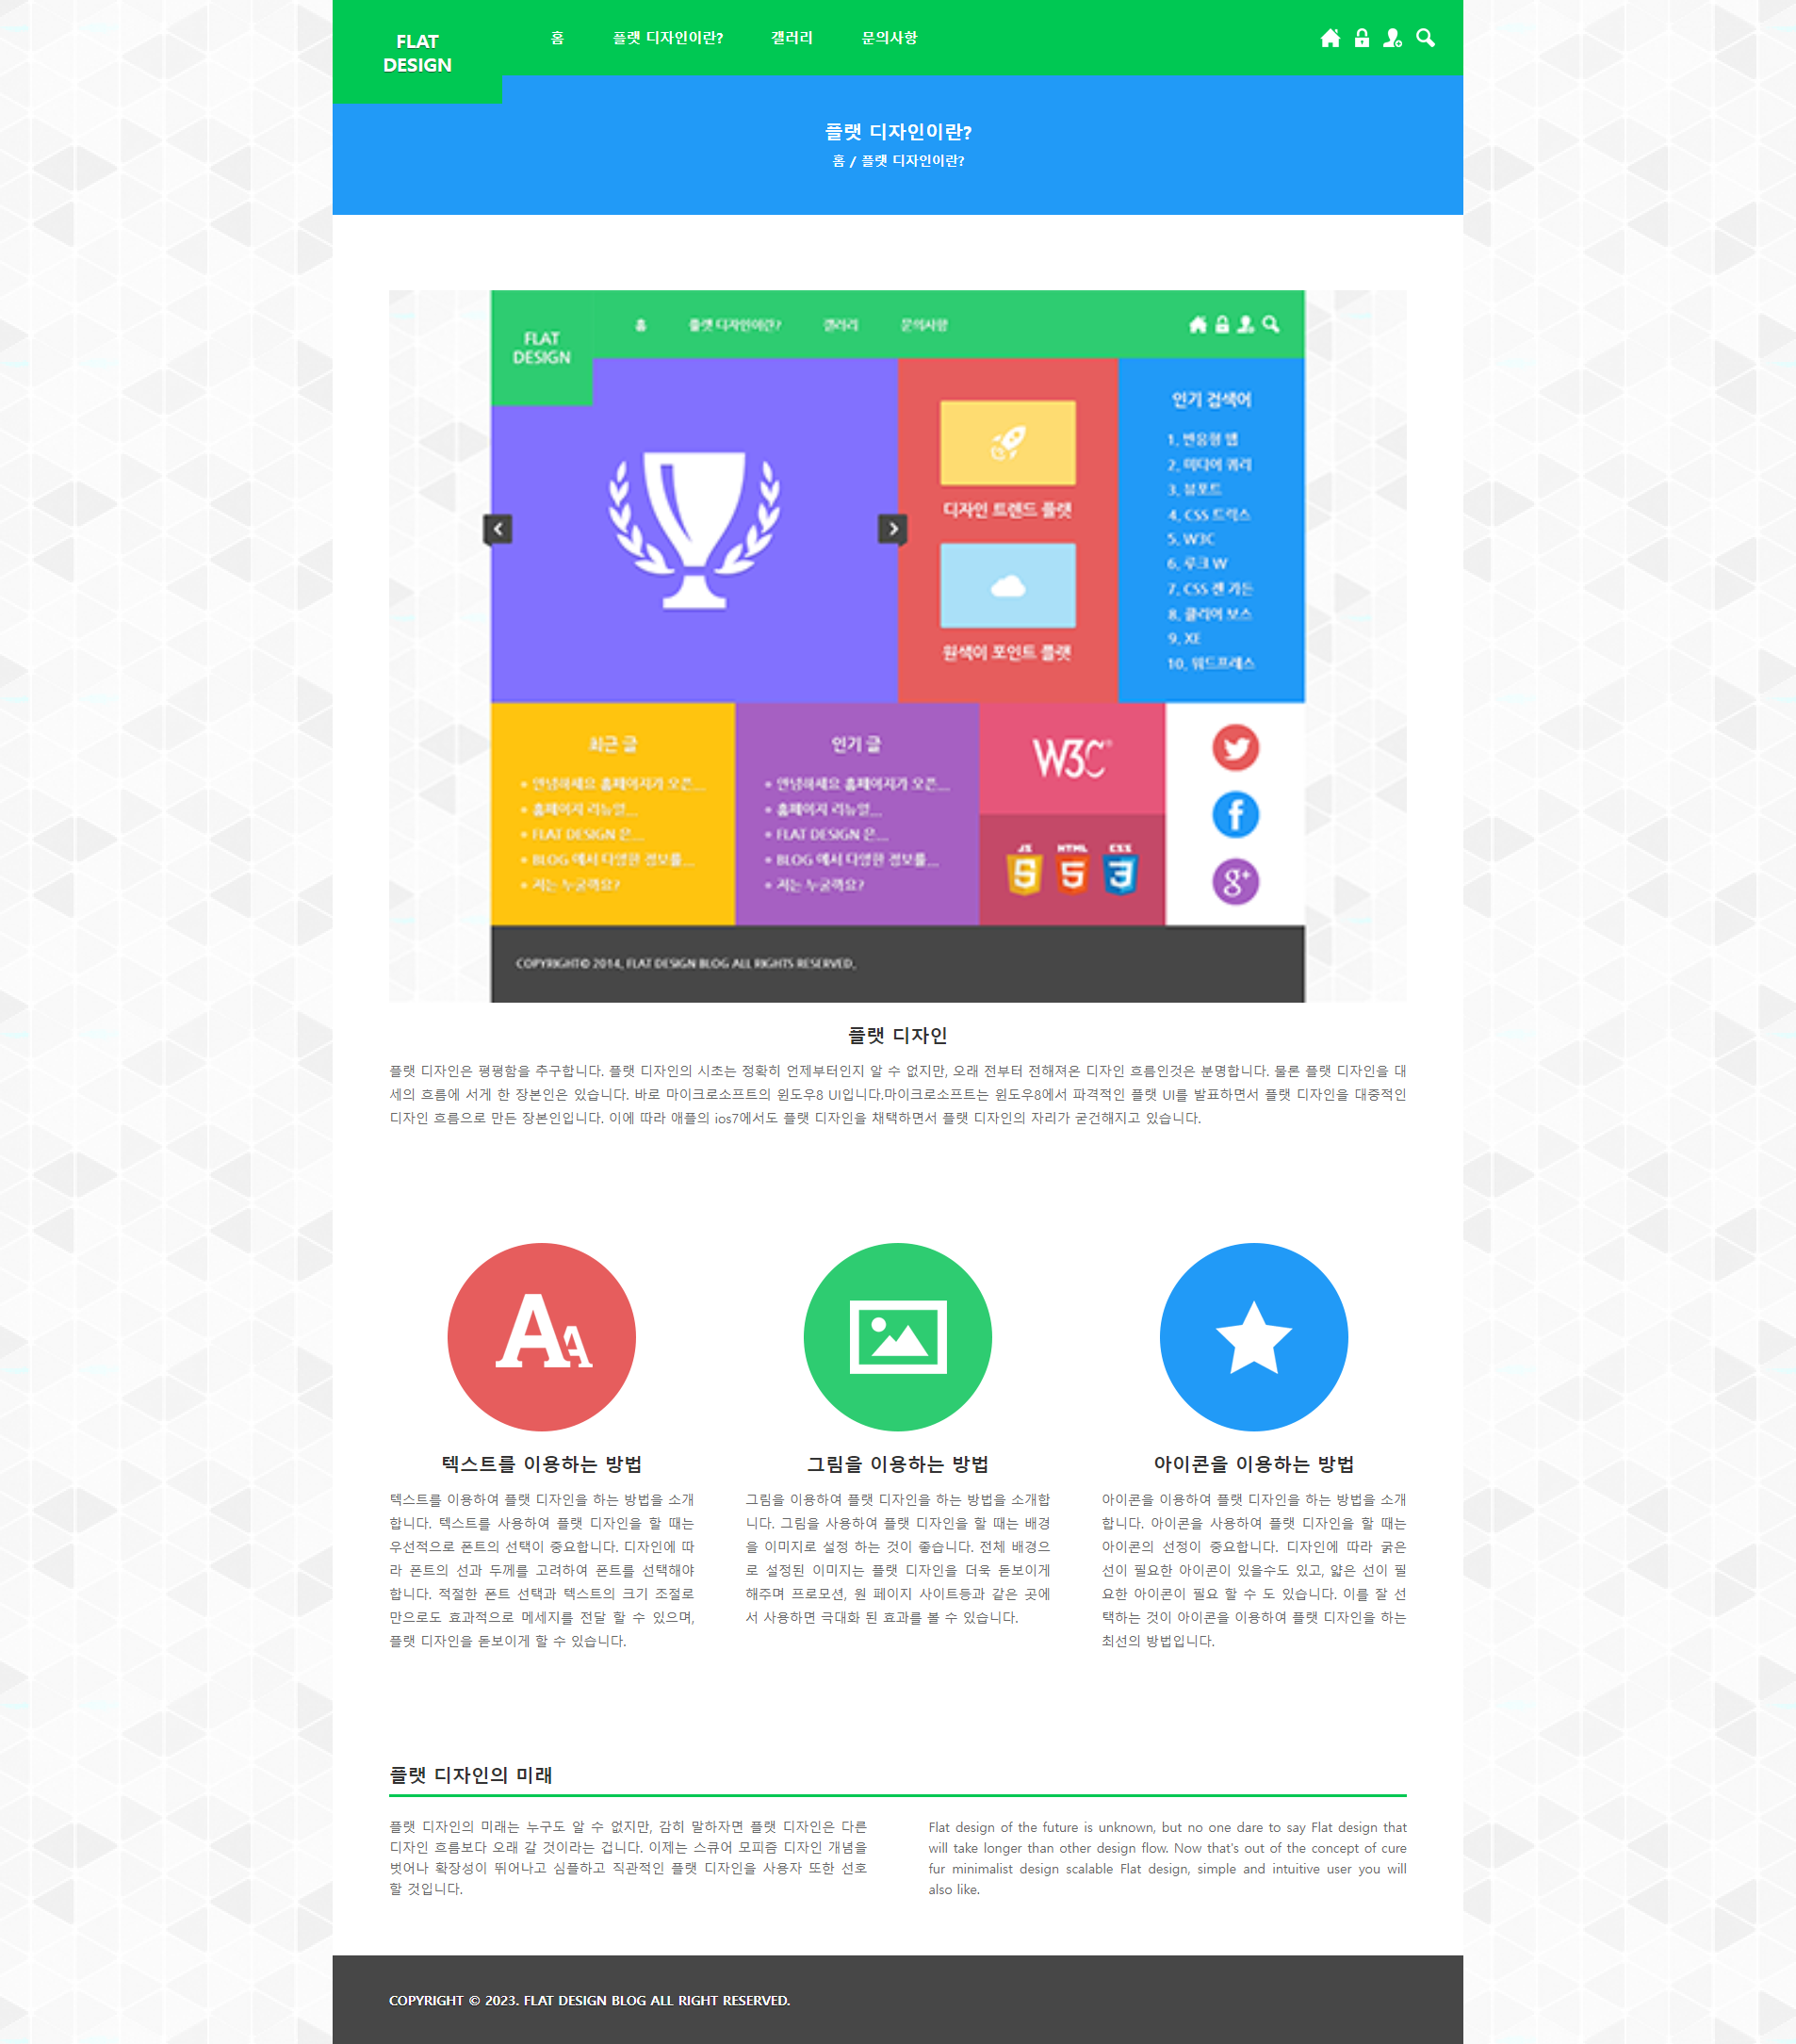 FLAT
DESIGN
홈
플랫 디자인이란?
갤러리
문의사항
플랫 디자인이란?
홈 / 플랫 디자인이란?
FLAT
DESIGN
홈
플랫 디자인이란?
갤러리
문의사항
인기 검색어
1. 반응형 웹
2. 미디어 쿼리
3. 뷰포트
4. CSS 트릭스
5. W3C
6. 루크 W
7. CSS 젠 가든
8. 클리어 보스
9. XE
10. 워드프레스
디자인 트렌드 플랫
원색이 포인트 플랫
최근 글
안녕하세요 홈페이지가 오픈...
홈페이지 리뉴얼...
FLAT DESIGN 은...
BLOG 에서 다양한 정보를...
저는 누굴까요?
인기 글
안녕하세요 홈페이지가 오픈...
홈페이지 리뉴얼...
FLAT DESIGN 은...
BLOG 에서 다양한 정보를...
저는 누굴까요?
W3C®
JS HTML CSS
5 5 3
COPYRIGHT© 2014. FLAT DESIGN BLOG ALL RIGHTS RESERVED.
플랫 디자인
플랫 디자인은 평평함을 추구합니다. 플랫 디자인의 시초는 정확히 언제부터인지 알 수 없지만, 오래 전부터 전해져온 디자인 흐름인것은 분명합니다. 물론 플랫 디자인을 대
세의 흐름에 서게 한 장본인은 있습니다. 바로 마이크로소프트의 윈도우8 UI입니다.마이크로소프트는 윈도우8에서 파격적인 플랫 UI를 발표하면서 플랫 디자인을 대중적인
디자인 흐름으로 만든 장본인입니다. 이에 따라 애플의 ios7에서도 플랫 디자인을 채택하면서 플랫 디자인의 자리가 굳건해지고 있습니다.
텍스트를 이용하는 방법
텍스트를 이용하여 플랫 디자인을 하는 방법을 소개
합니다. 텍스트를 사용하여 플랫 디자인을 할 때는
우선적으로 폰트의 선택이 중요합니다. 디자인에 따
라 폰트의 선과 두께를 고려하여 폰트를 선택해야
합니다. 적절한 폰트 선택과 텍스트의 크기 조절로
만으로도 효과적으로 메세지를 전달 할 수 있으며,
플랫 디자인을 돋보이게 할 수 있습니다.
그림을 이용하는 방법
그림을 이용하여 플랫 디자인을 하는 방법을 소개합
니다. 그림을 사용하여 플랫 디자인을 할 때는 배경
을 이미지로 설정 하는 것이 좋습니다. 전체 배경으
로 설정된 이미지는 플랫 디자인을 더욱 돋보이게
해주며 프로모션, 원 페이지 사이트등과 같은 곳에
서 사용하면 극대화 된 효과를 볼 수 있습니다.
아이콘을 이용하는 방법
아이콘을 이용하여 플랫 디자인을 하는 방법을 소개
합니다. 아이콘을 사용하여 플랫 디자인을 할 때는
아이콘의 선정이 중요합니다. 디자인에 따라 굵은
선이 필요한 아이콘이 있을수도 있고, 얇은 선이 필
요한 아이콘이 필요 할 수 도 있습니다. 이를 잘 선
택하는 것이 아이콘을 이용하여 플랫 디자인을 하는
최선의 방법입니다.
플랫 디자인의 미래
플랫 디자인의 미래는 누구도 알 수 없지만, 감히 말하자면 플랫 디자인은 다른
디자인 흐름보다 오래 갈 것이라는 겁니다. 이제는 스큐어 모피즘 디자인 개념을
벗어나 확장성이 뛰어나고 심플하고 직관적인 플랫 디자인을 사용자 또한 선호
할 것입니다.
Flat design of the future is unknown, but no one dare to say Flat design that
will take longer than other design flow. Now that's out of the concept of cure
fur minimalist design scalable Flat design, simple and intuitive user you will
also like.
COPYRIGHT © 2023. FLAT DESIGN BLOG ALL RIGHT RESERVED.